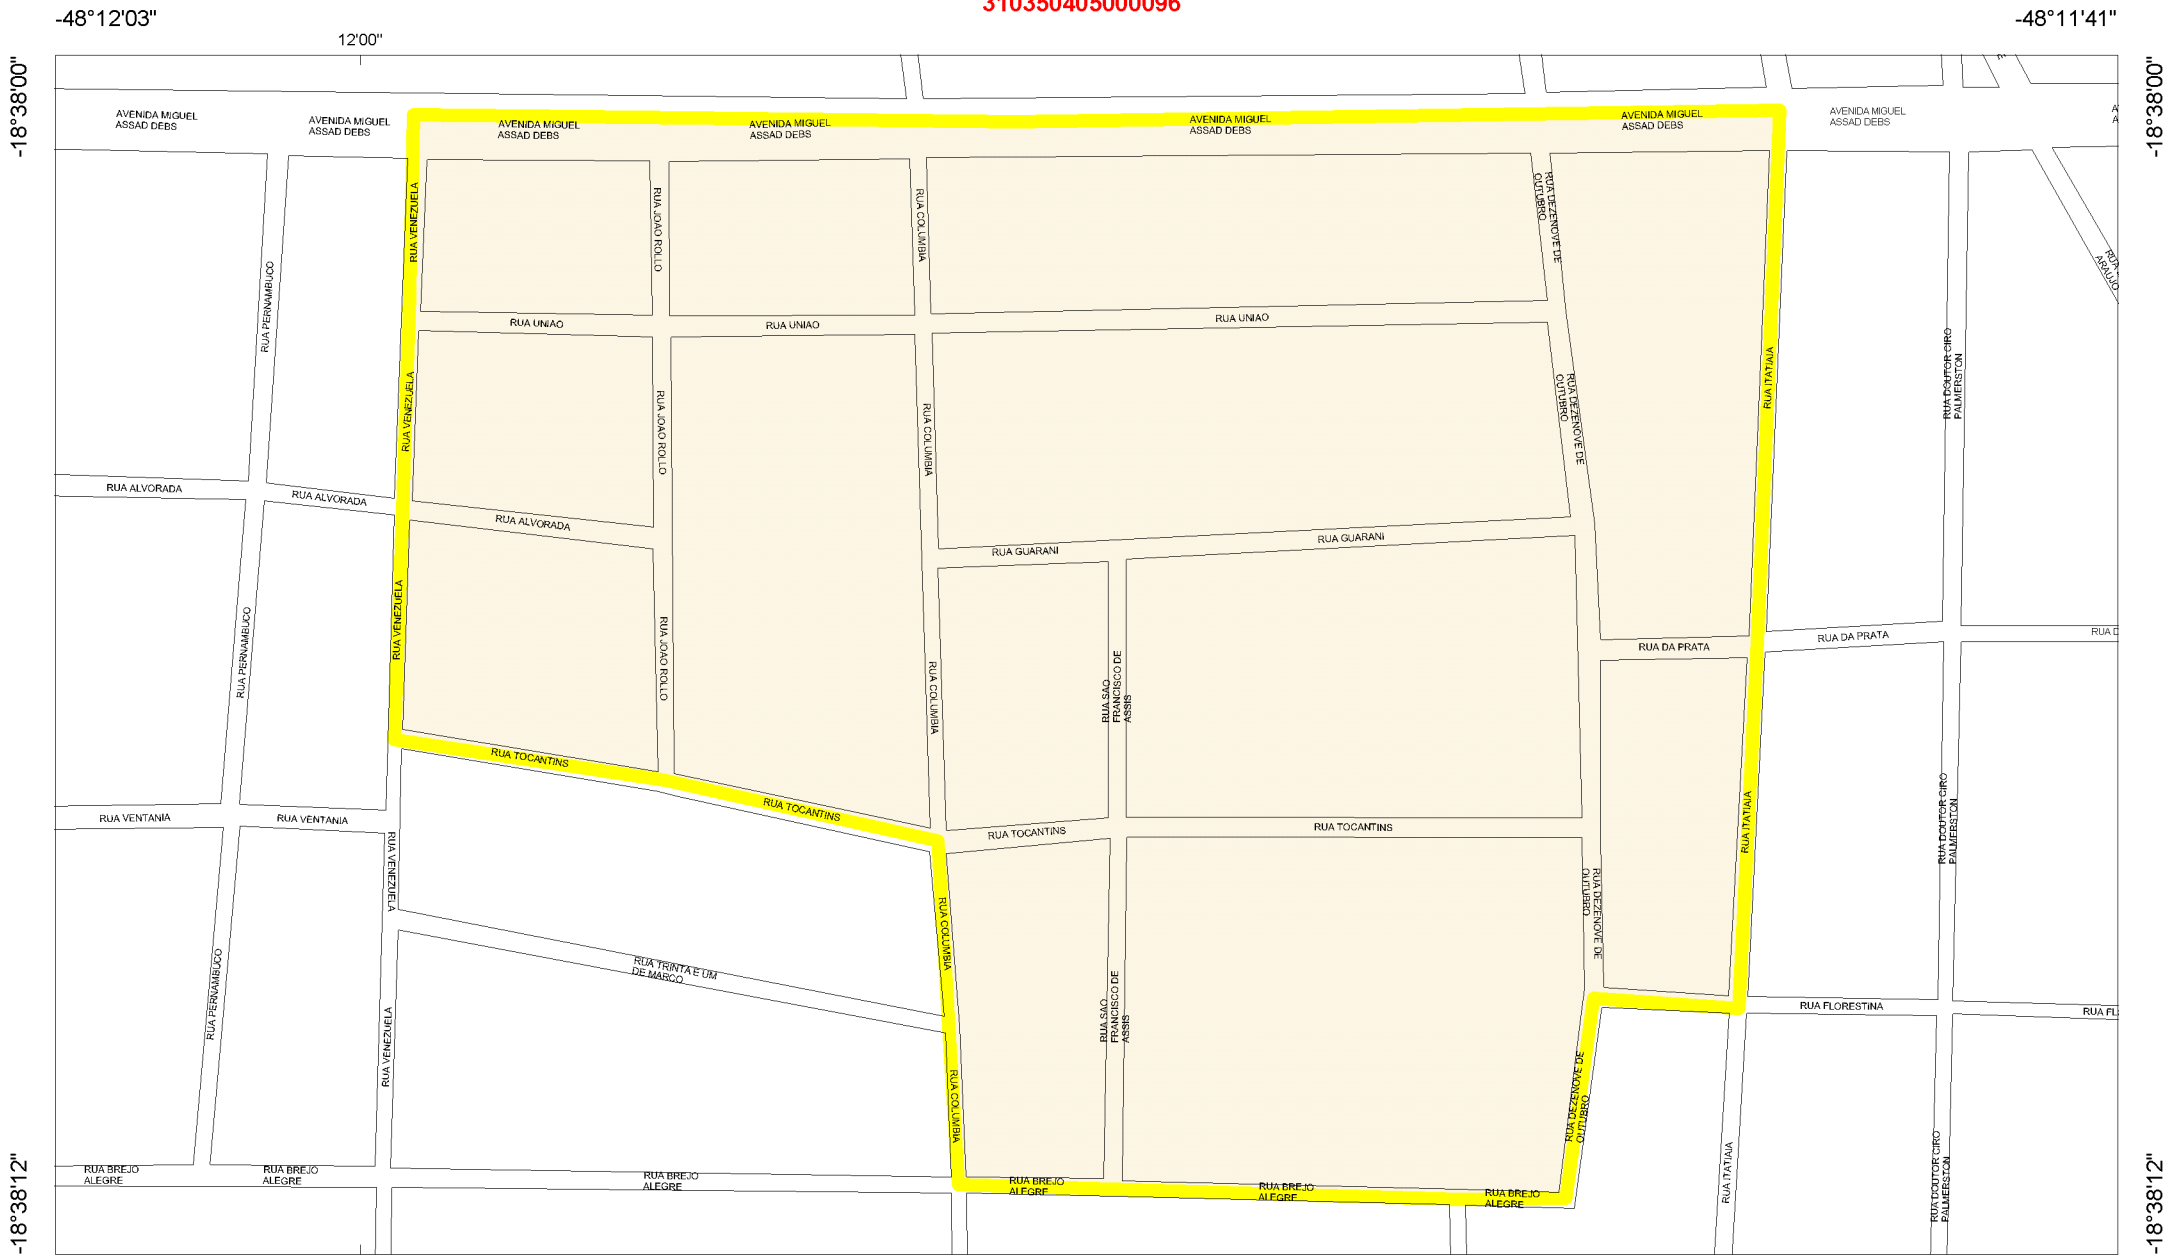 310350405000096
-48°12'03"
-48°11'41"
12'00"
-18°38'00"
-18°38'00"
AVENIDA MIGUEL
ASSAD DEBS
AVENIDA MIGUEL
ASSAD DEBS
AVENIDA MIGUEL
ASSAD DEBS
AVENIDA MIGUEL
ASSAD DEBS
AVENIDA MIGUEL
ASSAD DEBS
AVENIDA MIGUEL
ASSAD DEBS
AVENIDA MIGUEL
ASSAD DEBS
RUA VENEZUELA
RUA JOAO ROLLO
RUA COLUMBIA
RUA DEZENOVE DE
OUTUBRO
RUA PERNAMBUCO
ARAUJO
RUA UNIAO
RUA UNIAO
RUA UNIAO
RUA VENEZUELA
RUA JOAO ROLLO
RUA COLUMBIA
RUA DEZENOVE DE
OUTUBRO
RUA ITATIAIA
RUA DOUTOR CIRO
PALMERSTON
RUA ALVORADA
RUA ALVORADA
RUA ALVORADA
RUA GUARANI
RUA GUARANI
RUA VENEZUELA
RUA PERNAMBUCO
RUA JOAO ROLLO
RUA COLUMBIA
RUA SAO
FRANCISCO DE
ASSIS
RUA DA PRATA
RUA DA PRATA
RUA D
RUA TOCANTINS
RUA TOCANTINS
RUA TOCANTINS
RUA TOCANTINS
RUA VENTANIA
RUA VENTANIA
RUA VENEZUELA
RUA COLUMBIA
RUA DEZENOVE DE
OUTUBRO
RUA ITATIAIA
RUA DOUTOR CIRO
PALMERSTON
RUA TRINTA E UM
DE MARCO
RUA PERNAMBUCO
RUA VENEZUELA
RUA SAO
FRANCISCO DE
ASSIS
RUA FLORESTINA
RUA FL
RUA COLUMBIA
RUA DEZENOVE DE
OUTUBRO
RUA ITATIAIA
RUA DOUTOR CIRO
PALMERSTON
RUA BREJO
ALEGRE
RUA BREJO
ALEGRE
RUA BREJO
ALEGRE
RUA BREJO
ALEGRE
RUA BREJO
ALEGRE
RUA BREJO
ALEGRE
-18°38'12"
-18°38'12"